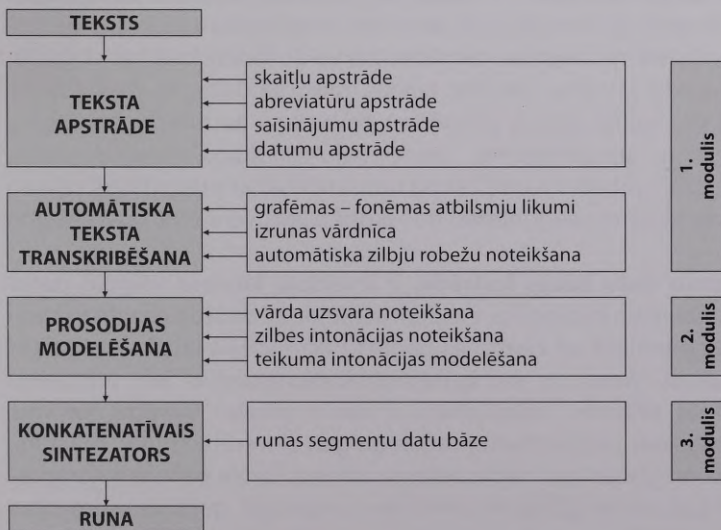 TEKSTS
TEKSTA
APSTRĀDE
skaitļu apstrāde
abreviatūru apstrāde
saīsinājumu apstrāde
datumu apstrāde
1.
modulis
AUTOMĀTISKA
TEKSTA
TRANSKRIBĒŠANA
grafēmas – fonēmas atbilsmju likumi
izrunas vārdnīca
automātiska zilbju robežu noteikšana
PROSODIJAS
MODELĒŠANA
vārda uzsvara noteikšana
zilbes intonācijas noteikšana
teikuma intonācijas modelēšana
2.
modulis
KONKATENATĪVAiS
SINTEZATORS
runas segmentu datu bāze
3.
modulis
RUNA